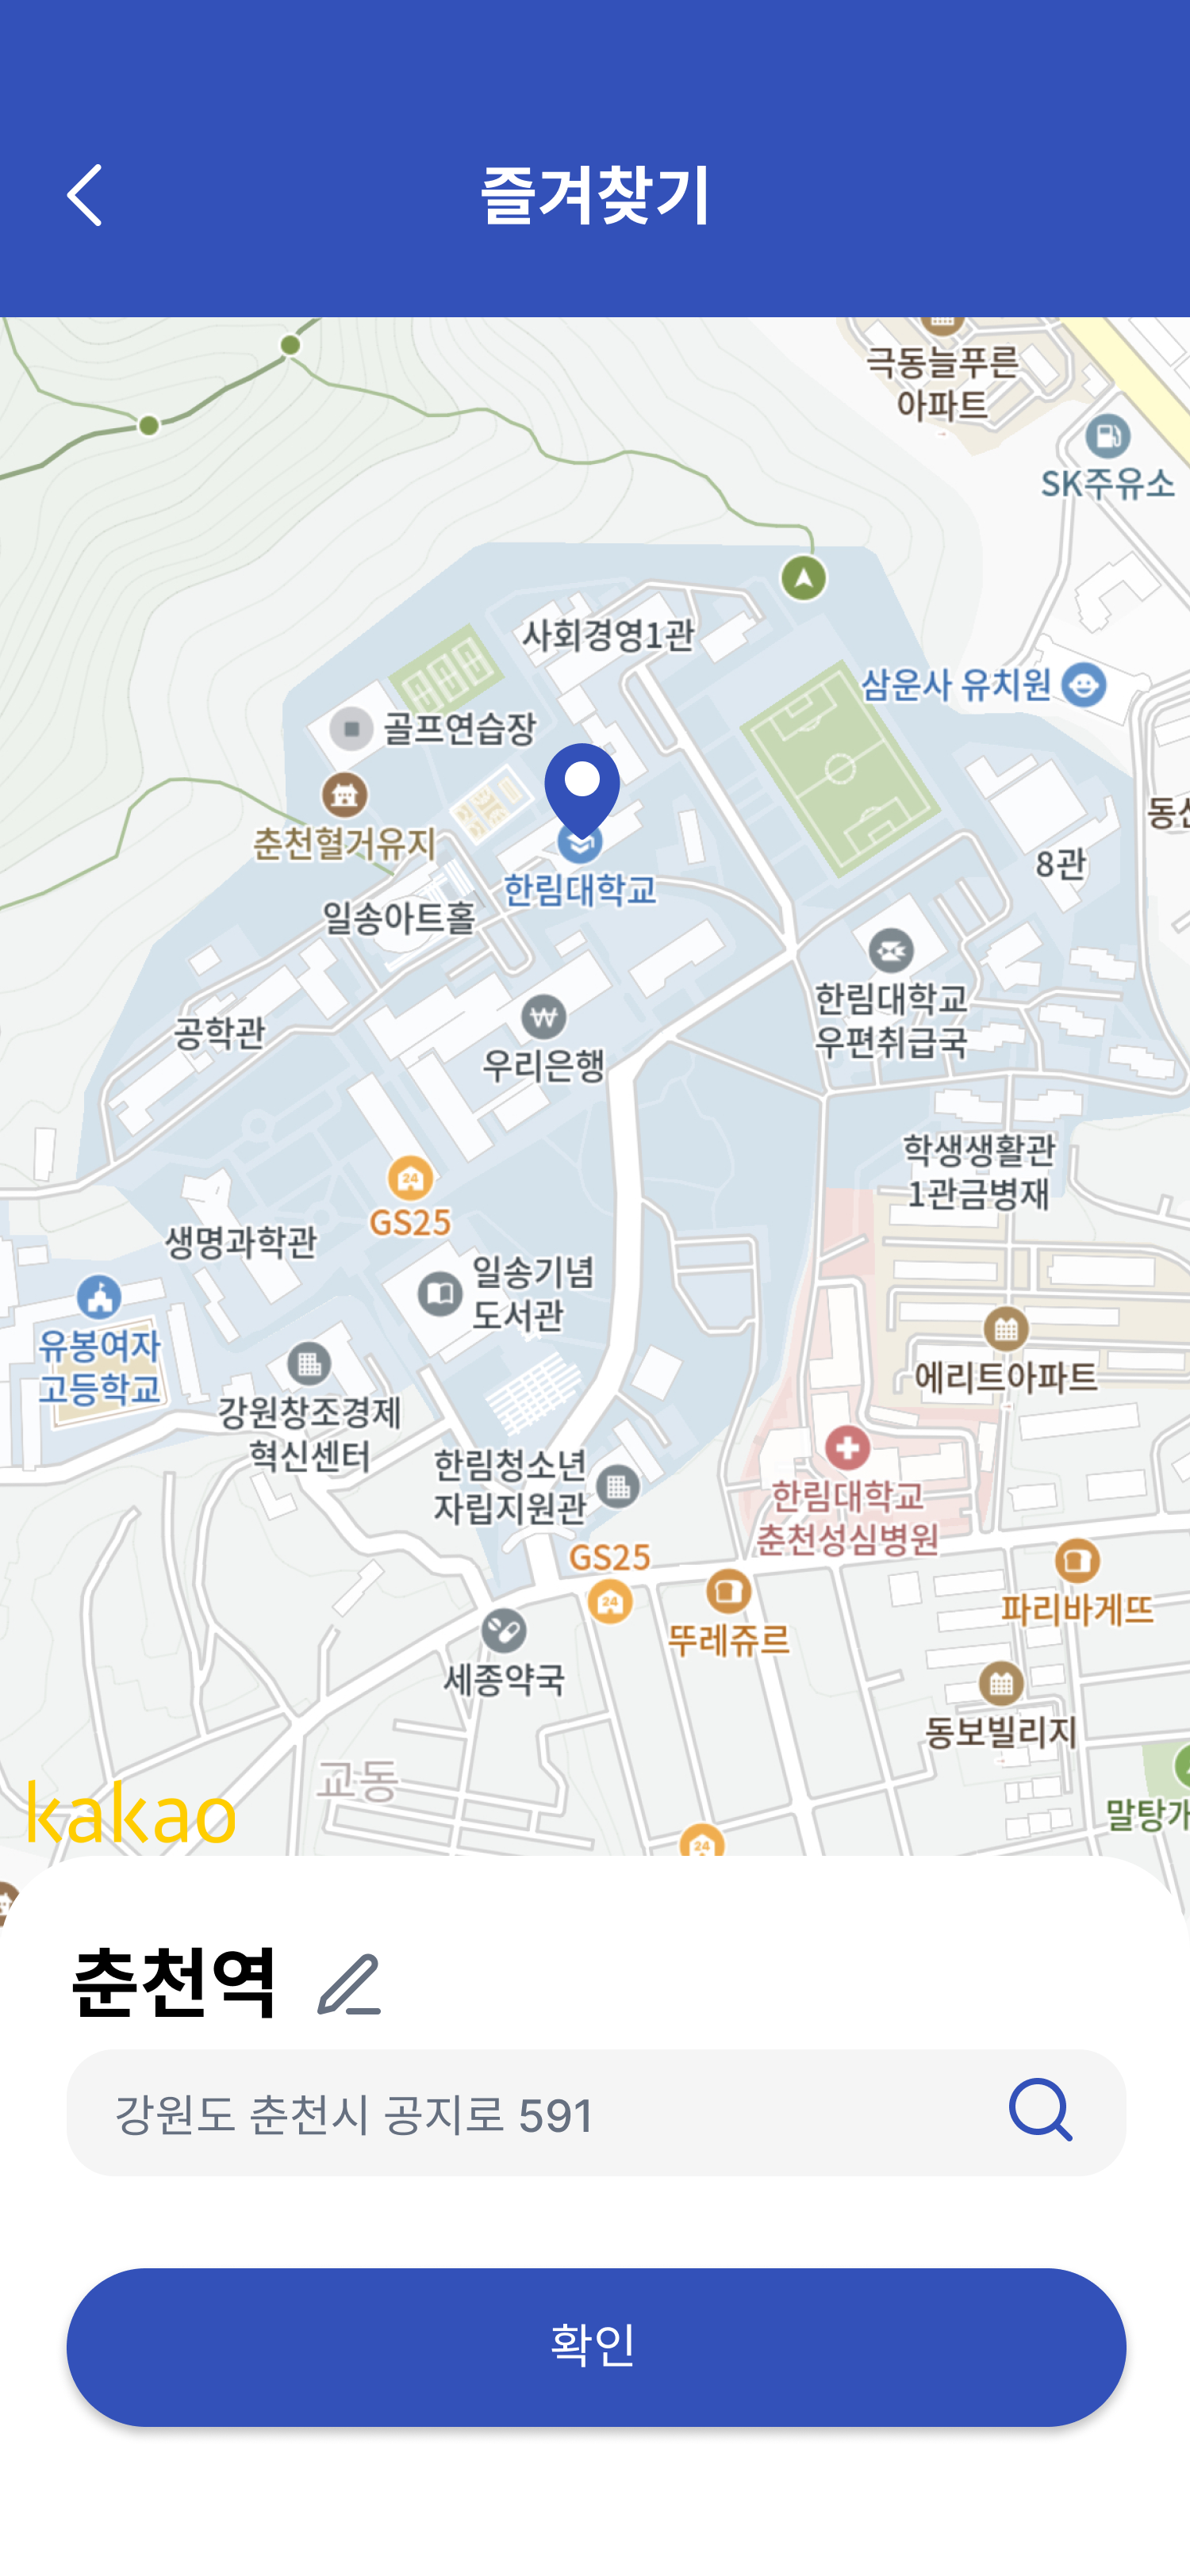 즐겨찾기
극동늘푸른
아파트
SK주유소
사회경영1관
삼운사 유치원
골프연습장
춘천혈거유지
8관
한림대학교
일송아트홀
한림대학교
우편취급국
공학관
우리은행
학생생활관
1관금병재
24
GS25
생명과학관
일송기념
도서관
유봉여자
고등학교
에리트아파트
강원창조경제
혁신센터
한림청소년
자립지원관
한림대학교
춘천성심병원
GS25
24
뚜레쥬르
파리바게뜨
세종약국
동보빌리지
교동
kakao
24
춘천역
강원도 춘천시 공지로 591
확인